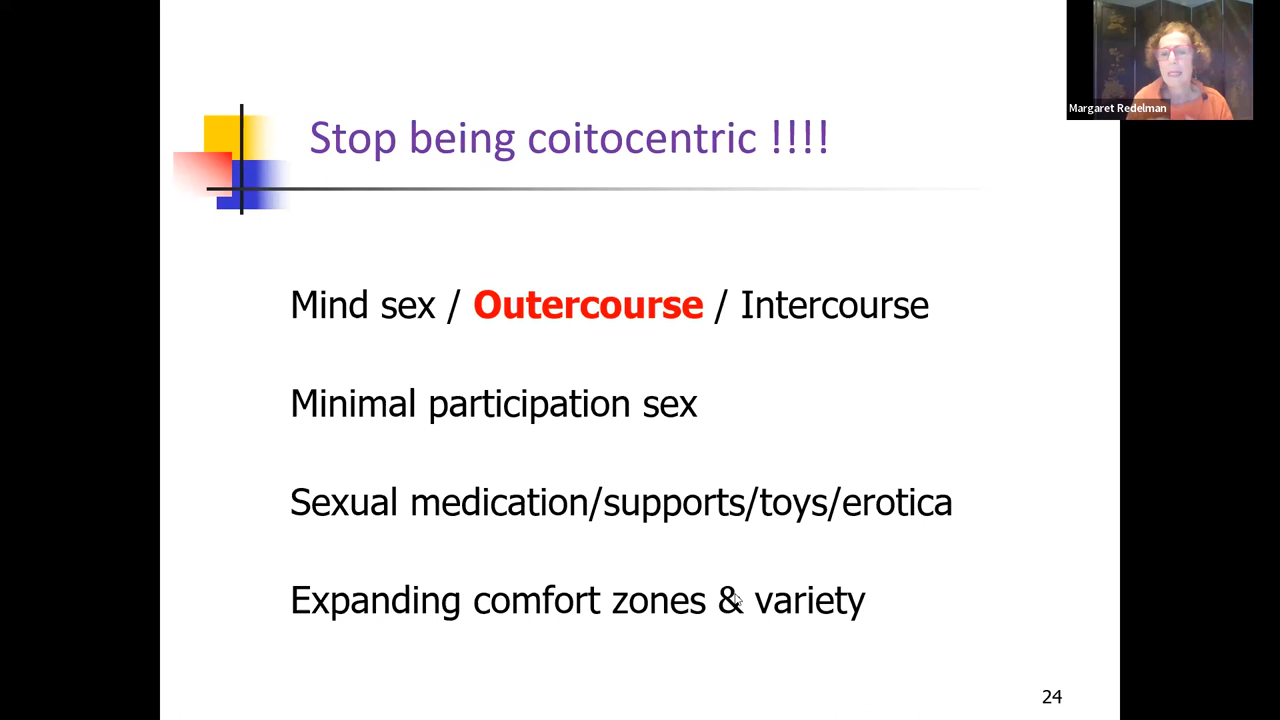 Margaret Redelman
Stop being coitocentric !!!!
Mind sex / Outercourse / Intercourse
Minimal participation sex
Sexual medication/supports/toys/erotica
Expanding comfort zones & variety
24